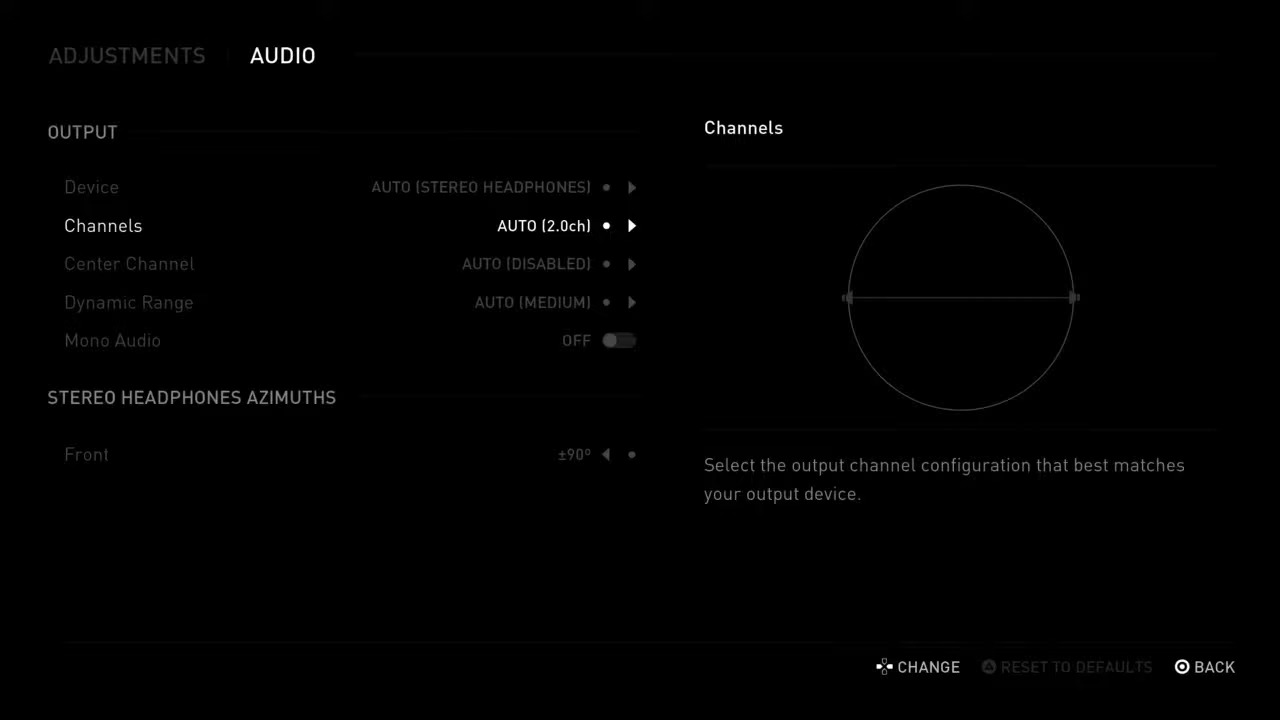 ADJUSTMENTS AUDIO
OUTPUT
Device AUTO (STEREO HEADPHONES)
Channels AUTO (2.0ch)
Center Channel AUTO (DISABLED)
Dynamic Range AUTO (MEDIUM)
Mono Audio OFF
STEREO HEADPHONES AZIMUTHS
Front ±90º
Channels
Select the output channel configuration that best matches
your output device.
CHANGE RESET TO DEFAULTS BACK